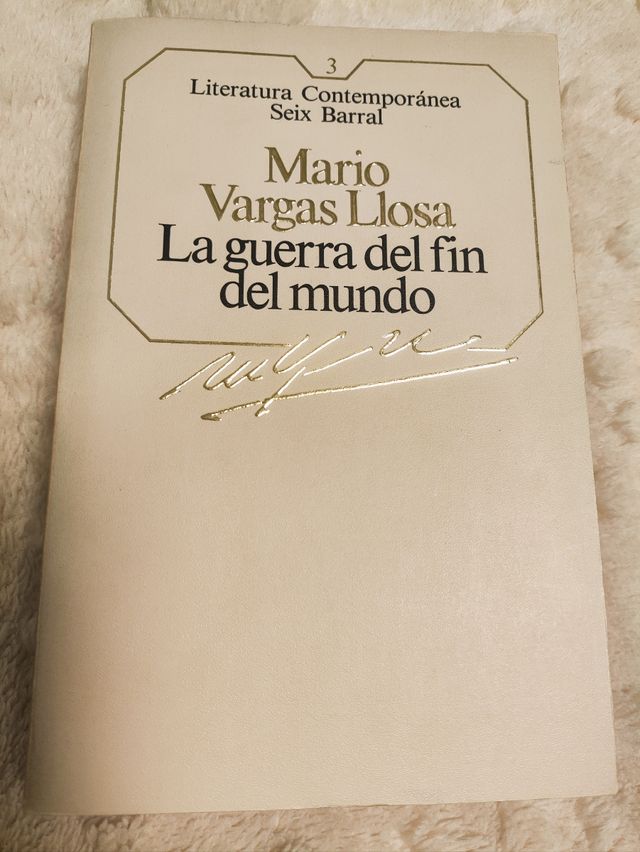 3
Literatura Contemporánea
Seix Barral
Mario
Vargas Llosa
La guerra del fin
del mundo